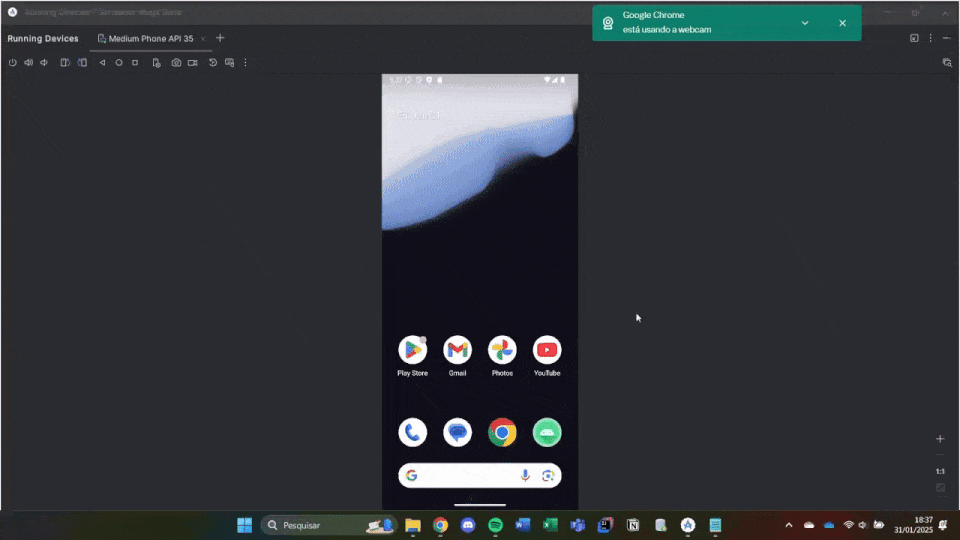 Google Chrome
está usando a webcam
Running Devices
Medium Phone API 35
Play Store
Gmail
Photos
YouTube
1:1
Pesquisar
18:37
31/01/2025